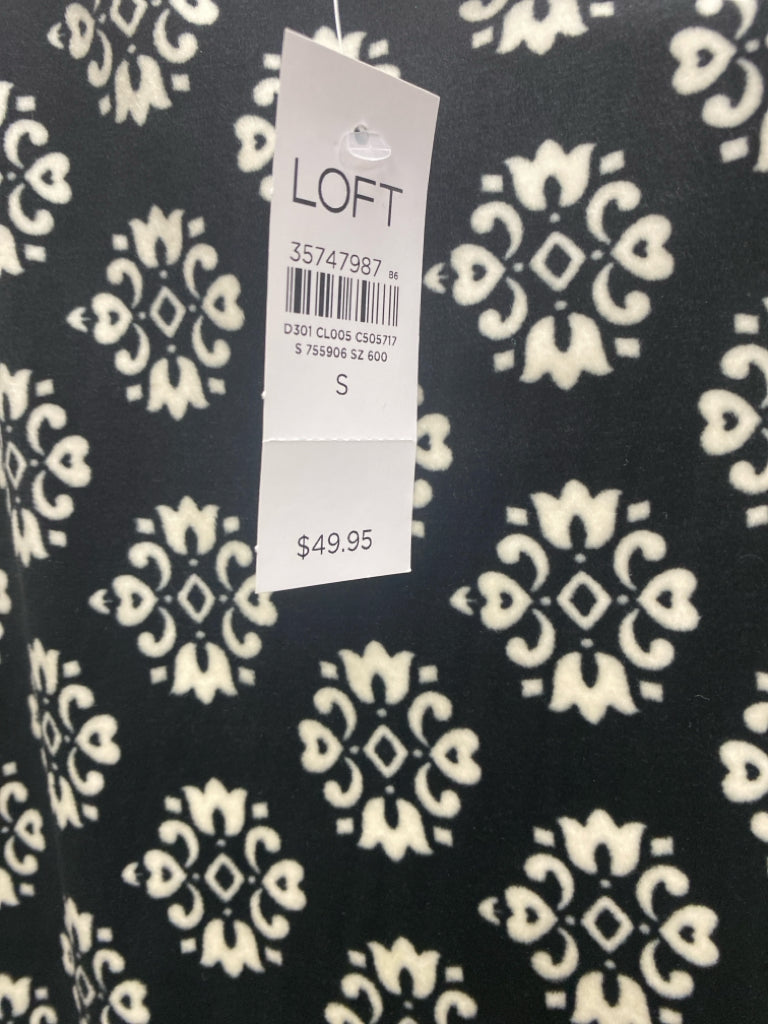 LOFT
35747987 B6
D301 CL005 C505717
S 755906 SZ 600
S
$49.95